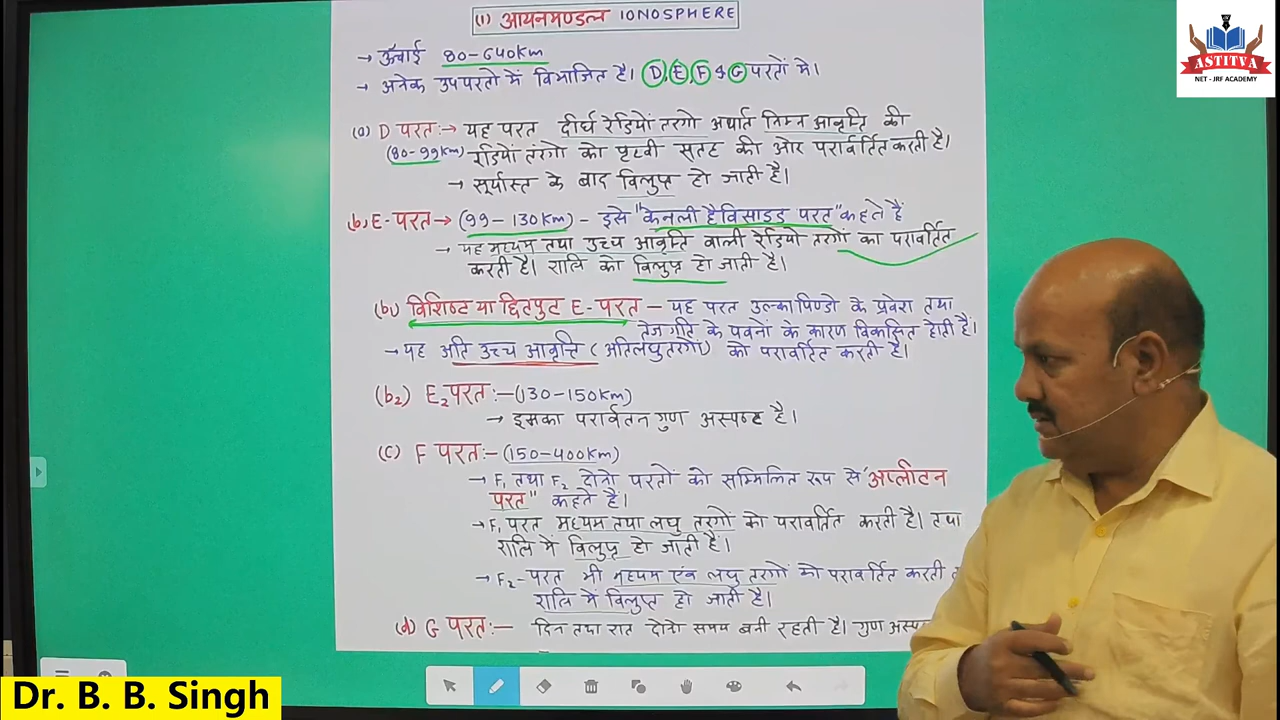 (1) आयनमण्डल IONOSPHERE
→ ऊँचाई 80-640Km
→ अनेक उपपरतो में विभाजित है। D, E, F & G परतों मे।
(a) D परत:→ यह परत दीर्घ रेडियों तरंगो अर्थात निम्न आवृत्ति की
(80-99Km) रेडियों तंरगो को पृथ्वी सतह की ओर परावर्तित करती है।
→ सूर्यास्त के बाद विलुप्त हो जाती है।
(b) E-परत→ (99-130Km) - इसे "केनली हैविसाइड परत" कहते हैं
→ यह मध्यम तथा उच्च आवृत्ति वाली रेडियो तरंगों का परावर्तित
करती है। रात्रि को विलुप्त हो जाती है।
(b1) विशिष्ट या छिटपुट E-परत – यह परत उल्कापिण्डो के प्रवेश तथा
तेज गति के पवनों के कारण विकसित होती है।
→ यह अति उच्च आवृत्ति (अतिलघु तरंगो) को परावर्तित करती है।
(b2) E2 परत:—(130-150Km)
→ इसका परार्वतन गुण अस्पष्ट है।
(C) F परत:-(150-400Km)
→ F1 तथा F2 दोनो परतों को सम्मिलित रूप से "अप्लीटन
परत" कहते है।
→ F1 परत मध्यम तथा लघु तरंगों को परावर्तित करती है। तथा
रात्रि मे विलुप्त हो जाती है।
→ F2-परत भी मध्यम एंव लघु तरंगों को परावर्तित करती
रात्रि में विलुप्त हो जाती है।
(d) G परत:— दिन तथा रात दोनो समय बनी रहती है। गुण
ASTITVA
NET - JRF ACADEMY
Dr. B. B. Singh